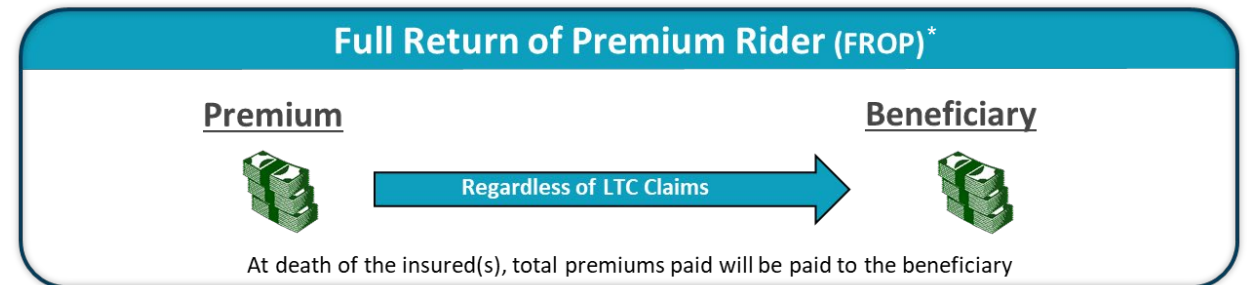 Full Return of Premium Rider (FROP)*
Premium
Beneficiary
Regardless of LTC Claims
At death of the insured(s), total premiums paid will be paid to the beneficiary